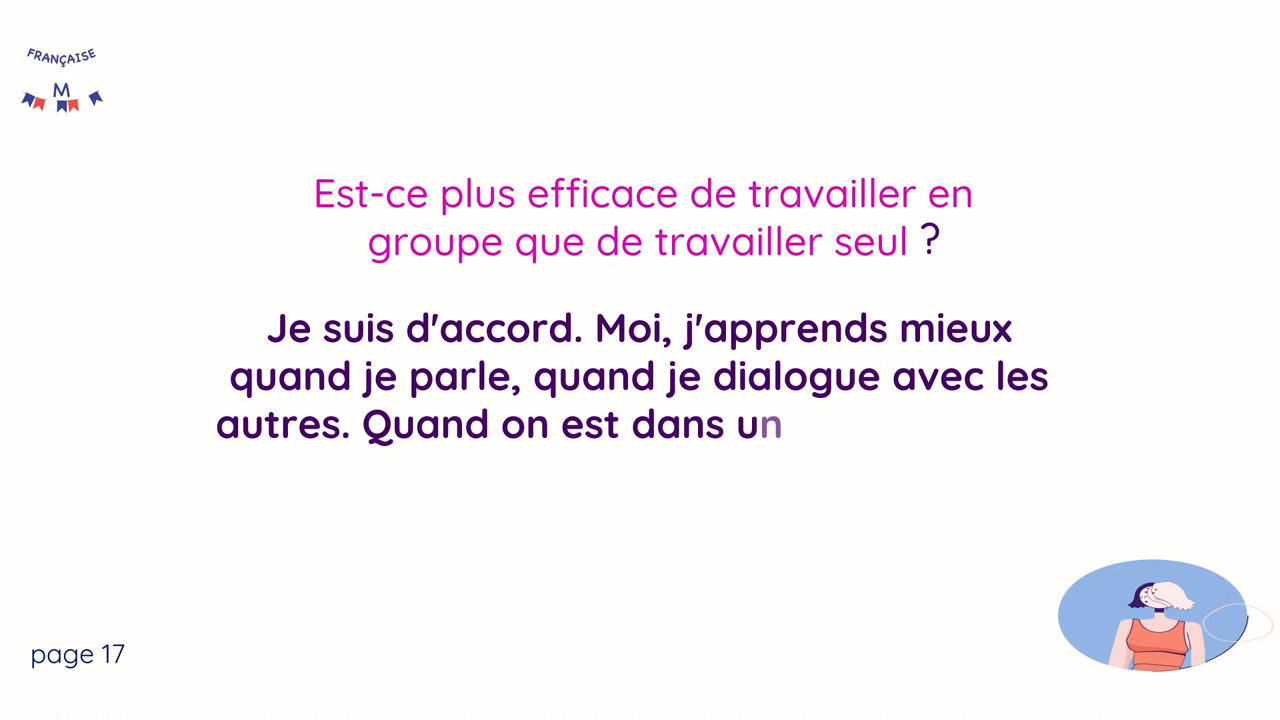 FRANÇAISE
M
Est-ce plus efficace de travailler en
groupe que de travailler seul ?
Je suis d'accord. Moi, j'apprends mieux
quand je parle, quand je dialogue avec les
autres. Quand on est dans un
page 17